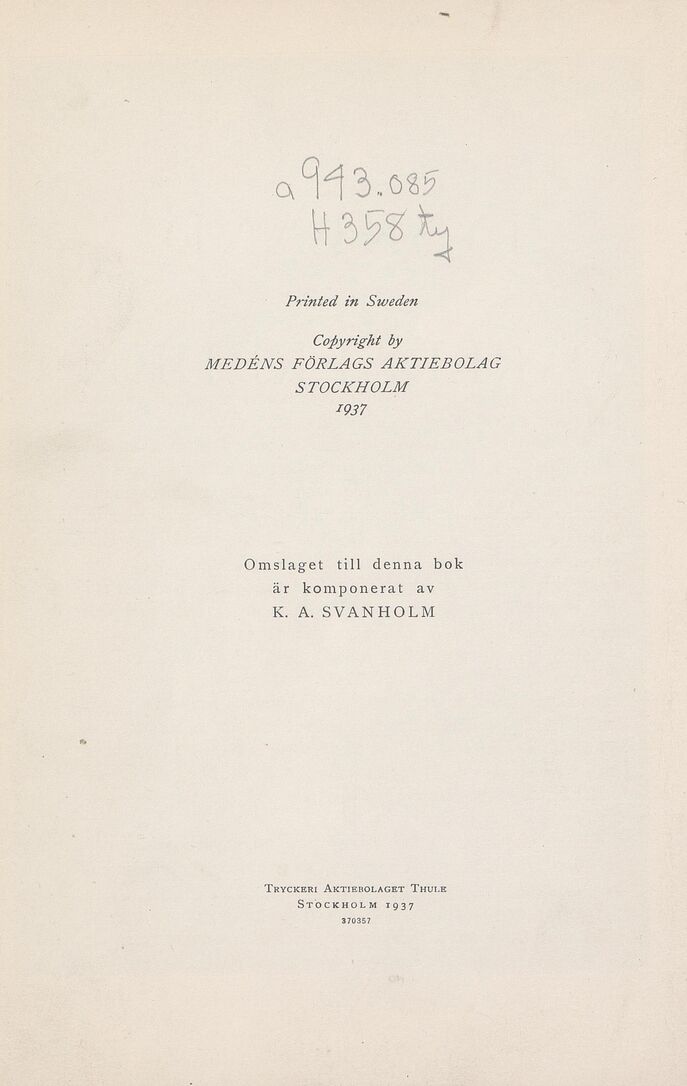 a943.085
H358ty
Printed in Sweden
Copyright by
MEDÉNS FÖRLAGS AKTIEBOLAG
STOCKHOLM
1937
Omslaget till denna bok
är komponerat av
K. A. SVANHOLM
TRYCKERI AKTIEBOLAGET THULE
STOCKHOLM 1937
370357